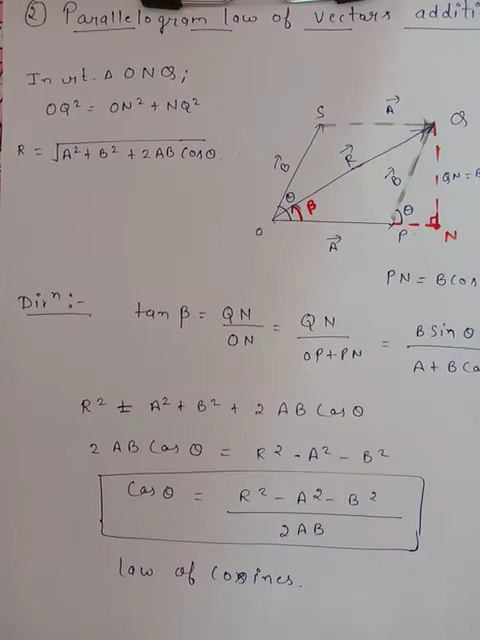 ② Parallelogram law of vectors additi
In rt. Δ ONQ;
OQ² = ON² + NQ²
R = √A² + B² + 2AB Cosθ.
S
A⃗
Q
B⃗
R⃗
B⃗
QN = B
θ
β
θ
O
A⃗
P
N
PN = B Cos
Dirⁿ :-
tan β = QN/ON = QN/OP+PN = B Sin θ/A + B Co
R² = A² + B² + 2 AB Cosθ
2 AB Cos θ = R² - A² - B²
Cos θ = R² - A² - B²/2AB
law of Cosines.